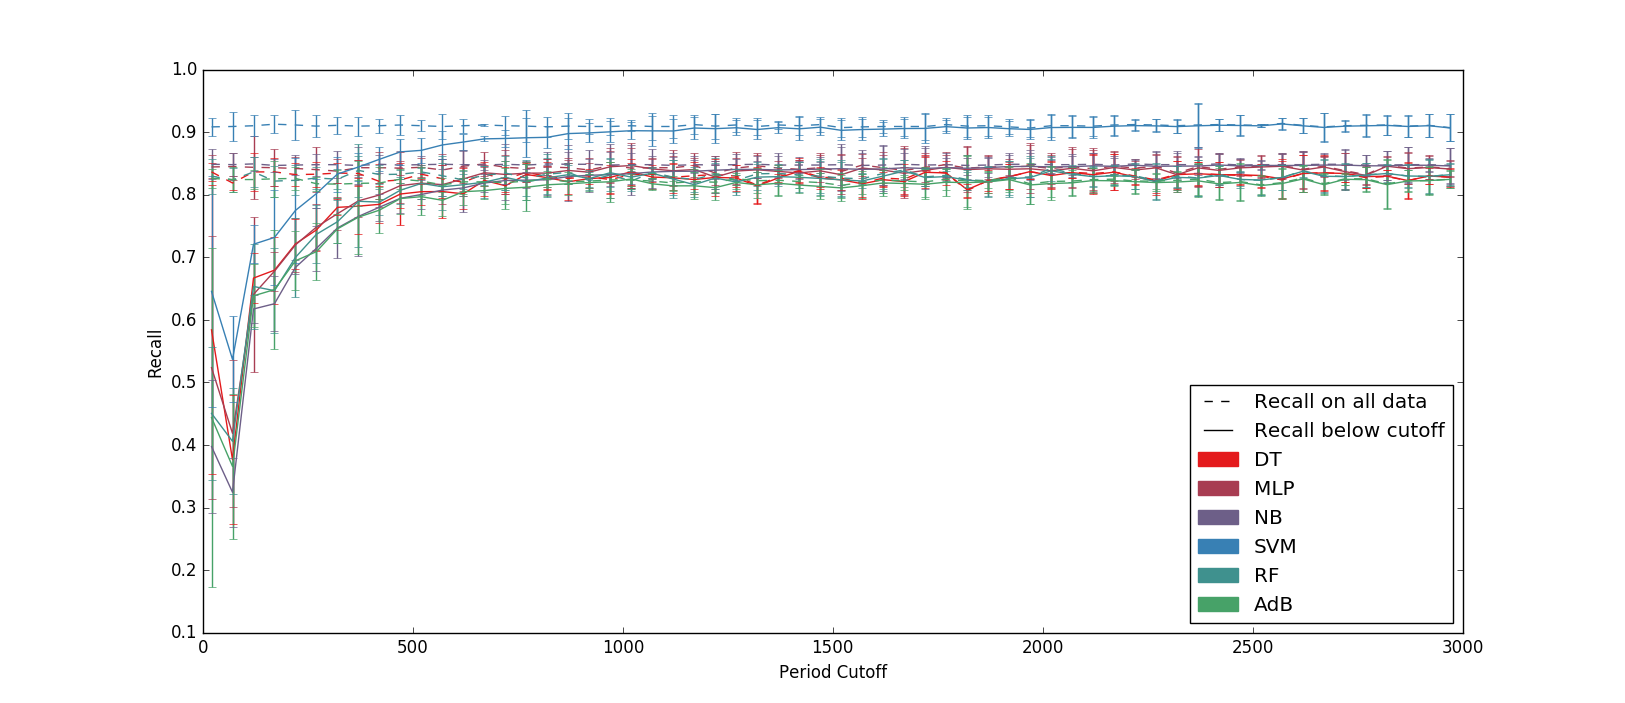 1.0
0.9
0.8
0.7
0.6
0.5
0.4
0.3
0.2
0.1
Recall
0 500 1000 1500 2000 2500 3000
Period Cutoff
Recall on all data
Recall below cutoff
DT
MLP
NB
SVM
RF
AdB